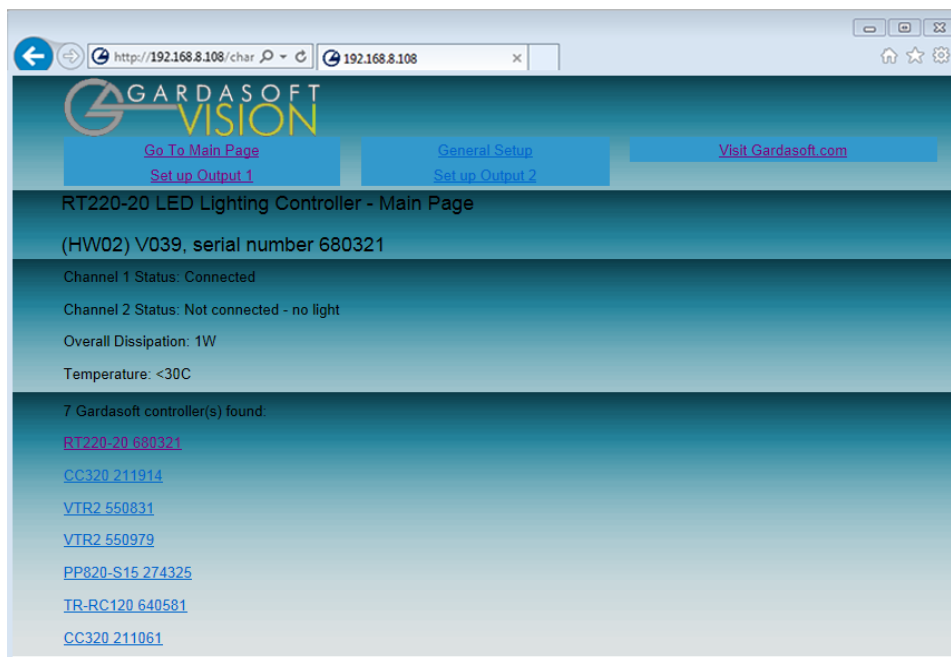 http://192.168.8.108/char
192.168.8.108
GARDASOFT
VISION
Go To Main Page General Setup Visit Gardasoft.com
Set up Output 1 Set up Output 2
RT220-20 LED Lighting Controller - Main Page
(HW02) V039, serial number 680321
Channel 1 Status: Connected
Channel 2 Status: Not connected - no light
Overall Dissipation: 1W
Temperature: <30C
7 Gardasoft controller(s) found:
RT220-20 680321
CC320 211914
VTR2 550831
VTR2 550979
PP820-S15 274325
TR-RC120 640581
CC320 211061